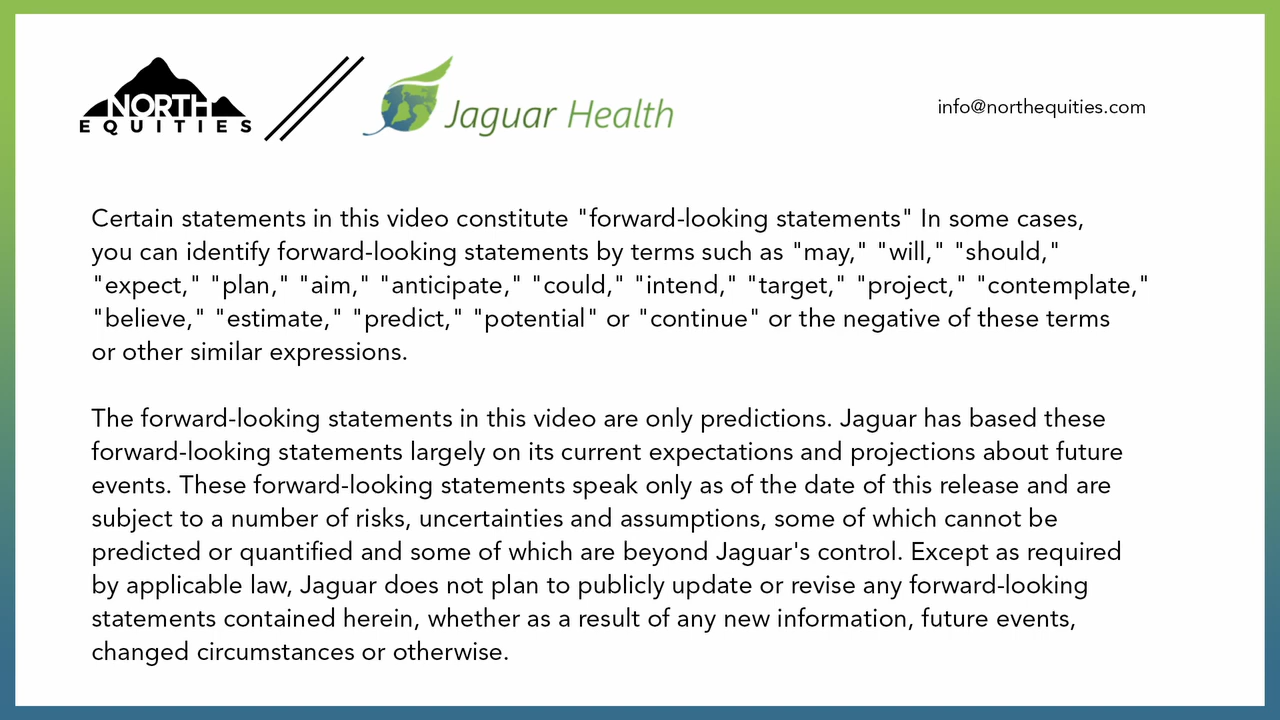 NORTH
EQUITIES
Jaguar Health
info@northequities.com
Certain statements in this video constitute "forward-looking statements" In some cases,
you can identify forward-looking statements by terms such as "may," "will," "should,"
"expect," "plan," "aim," "anticipate," "could," "intend," "target," "project," "contemplate,"
"believe," "estimate," "predict," "potential" or "continue" or the negative of these terms
or other similar expressions.
The forward-looking statements in this video are only predictions. Jaguar has based these
forward-looking statements largely on its current expectations and projections about future
events. These forward-looking statements speak only as of the date of this release and are
subject to a number of risks, uncertainties and assumptions, some of which cannot be
predicted or quantified and some of which are beyond Jaguar's control. Except as required
by applicable law, Jaguar does not plan to publicly update or revise any forward-looking
statements contained herein, whether as a result of any new information, future events,
changed circumstances or otherwise.